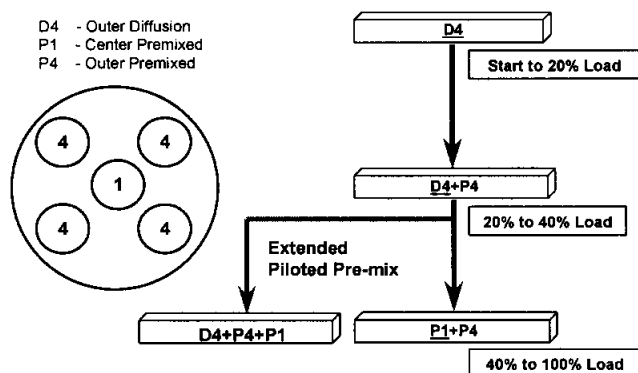 D4 - Outer Diffusion
P1 - Center Premixed
P4 - Outer Premixed
D4
Start to 20% Load
4 4
1
4 4
D4+P4
20% to 40% Load
Extended
Piloted Pre-mix
D4+P4+P1
P1+P4
40% to 100% Load